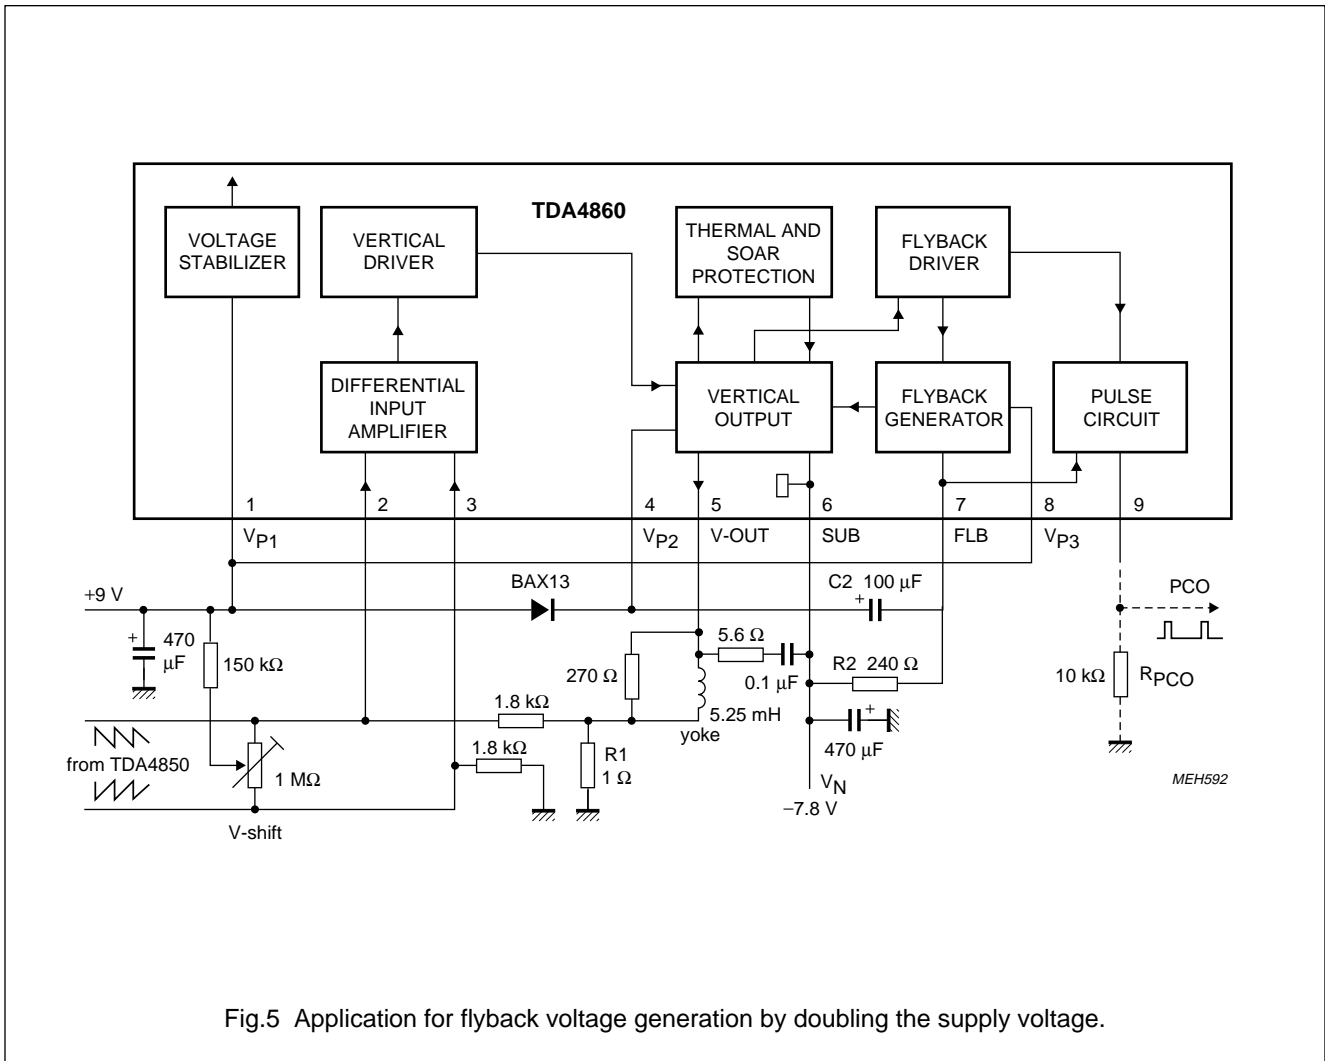 TDA4860
VOLTAGE
STABILIZER
VERTICAL
DRIVER
THERMAL AND
SOAR
PROTECTION
FLYBACK
DRIVER
DIFFERENTIAL
INPUT
AMPLIFIER
VERTICAL
OUTPUT
FLYBACK
GENERATOR
PULSE
CIRCUIT
1 2 3 4 5 6 7 8 9
VP1 VP2 V-OUT SUB FLB VP3
+9 V
BAX13
C2 100 μF
PCO
+
470
μF
150 kΩ
270 Ω
5.6 Ω
0.1 μF
R2 240 Ω
10 kΩ
RPCO
1.8 kΩ
5.25 mH
yoke
+
470 μF
from TDA4850
1 MΩ
1.8 kΩ
R1
1 Ω
VN
−7.8 V
MEH592
V-shift
Fig.5 Application for flyback voltage generation by doubling the supply voltage.